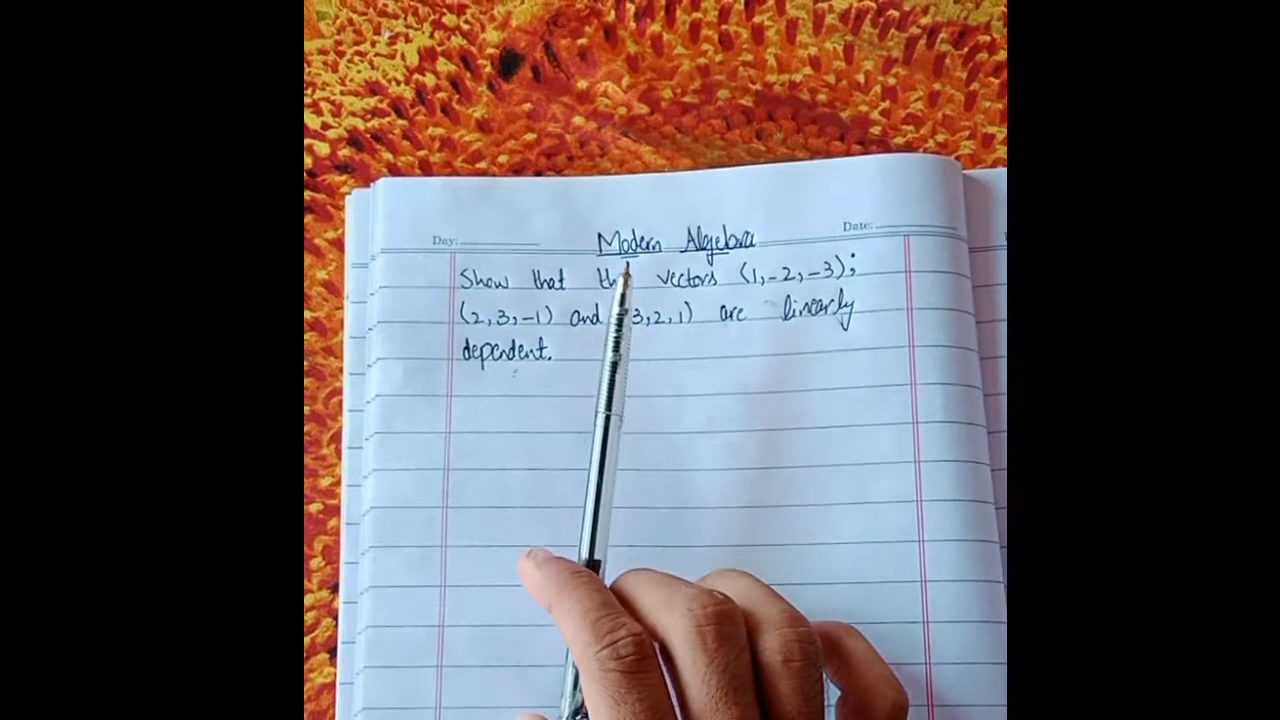 Day:
Date:
Modern Algebra
Show that the vectors (1,-2,-3);
(2,3,-1) and 3,2,1) are linearly
dependent.